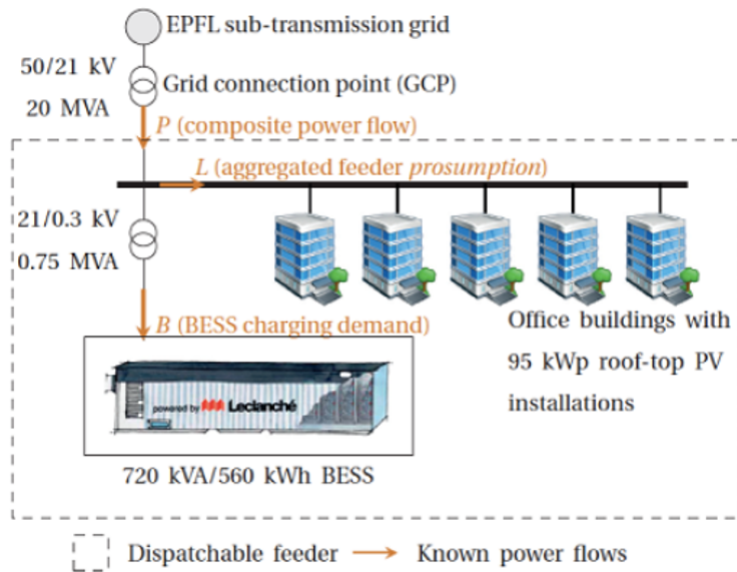 EPFL sub-transmission grid
50/21 kV
Grid connection point (GCP)
20 MVA
P (composite power flow)
L (aggregated feeder prosumption)
21/0.3 kV
0.75 MVA
B (BESS charging demand)
Office buildings with
95 kWp roof-top PV
installations
powered by Leclanché
720 kVA/560 kWh BESS
Dispatchable feeder
Known power flows